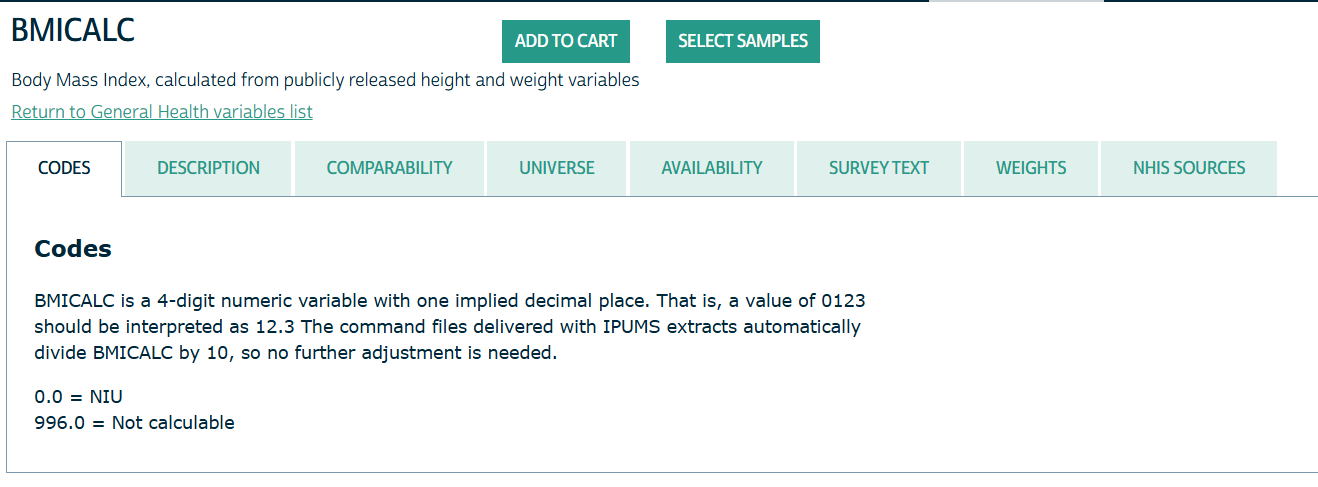 BMICALC
ADD TO CART
SELECT SAMPLES
Body Mass Index, calculated from publicly released height and weight variables
Return to General Health variables list
CODES
DESCRIPTION
COMPARABILITY
UNIVERSE
AVAILABILITY
SURVEY TEXT
WEIGHTS
NHIS SOURCES
Codes
BMICALC is a 4-digit numeric variable with one implied decimal place. That is, a value of 0123
should be interpreted as 12.3 The command files delivered with IPUMS extracts automatically
divide BMICALC by 10, so no further adjustment is needed.
0.0 = NIU
996.0 = Not calculable